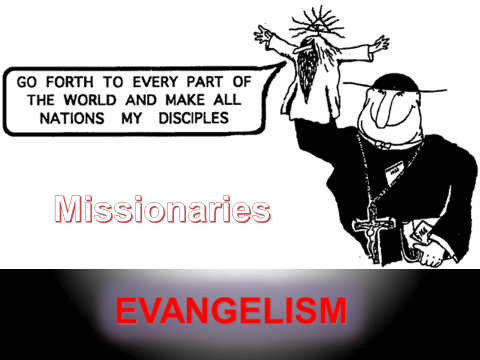 GO FORTH TO EVERY PART OF
THE WORLD AND MAKE ALL
NATIONS MY DISCIPLES
Missionaries
EVANGELISM